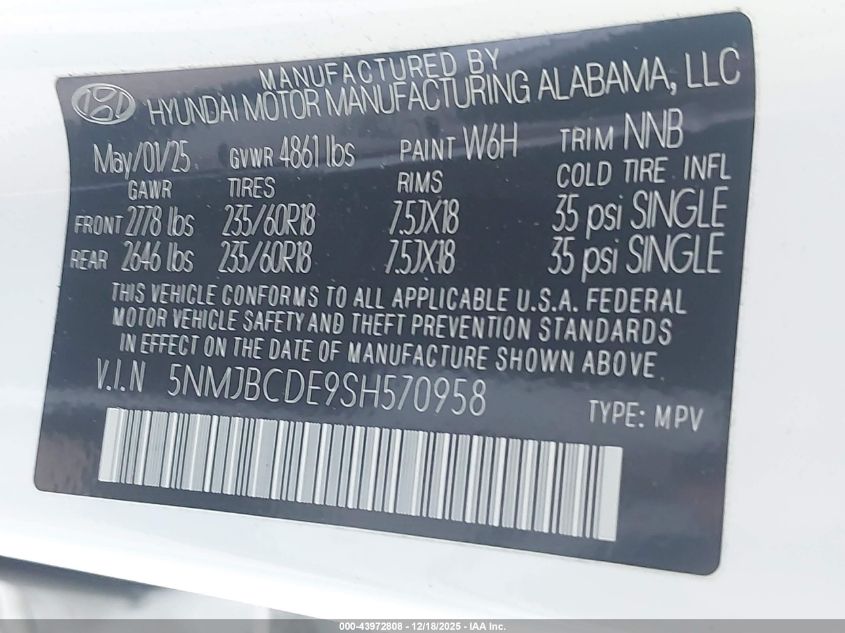 MANUFACTURED BY
HYUNDAI MOTOR MANUFACTURING ALABAMA, LLC
May/01/25 GVWR 4861 lbs PAINT W6H TRIM NNB
GAWR TIRES RIMS COLD TIRE INFL
FRONT 2778 lbs 235/60R18 7.5JX18 35 psi SINGLE
REAR 2646 lbs 235/60R18 7.5JX18 35 psi SINGLE
THIS VEHICLE CONFORMS TO ALL APPLICABLE U.S.A. FEDERAL
MOTOR VEHICLE SAFETY AND THEFT PREVENTION STANDARDS
IN EFFECT ON THE DATE OF MANUFACTURE SHOWN ABOVE.
V.I.N 5NMJBCDE9SH570958
TYPE: MPV
000-43972808 - 12/18/2025 - IAA Inc.